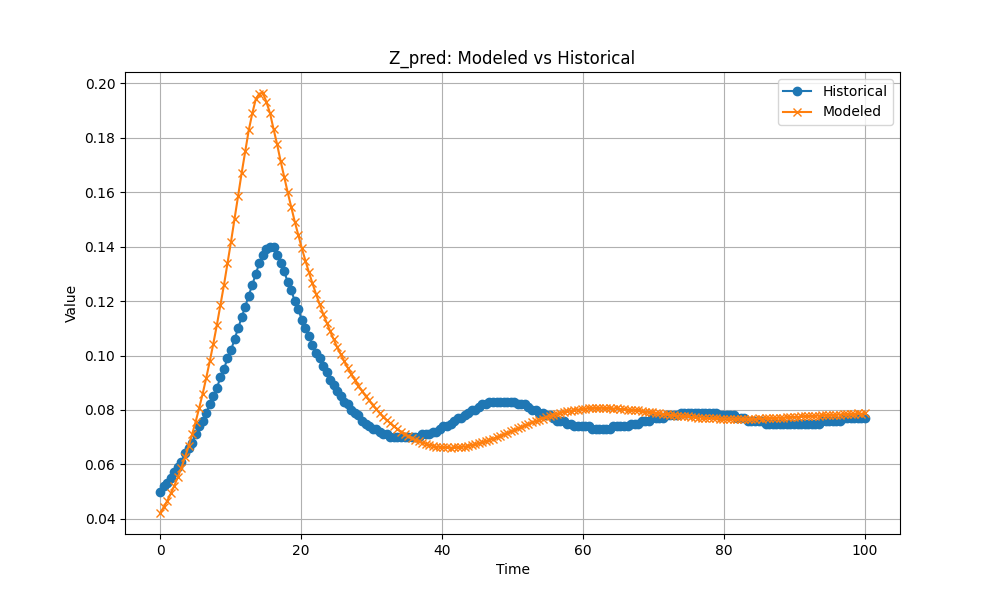 Z_pred: Modeled vs Historical
Historical
Modeled
0.20
0.18
0.16
0.14
0.12
0.10
0.08
0.06
0.04
Value
0 20 40 60 80 100
Time